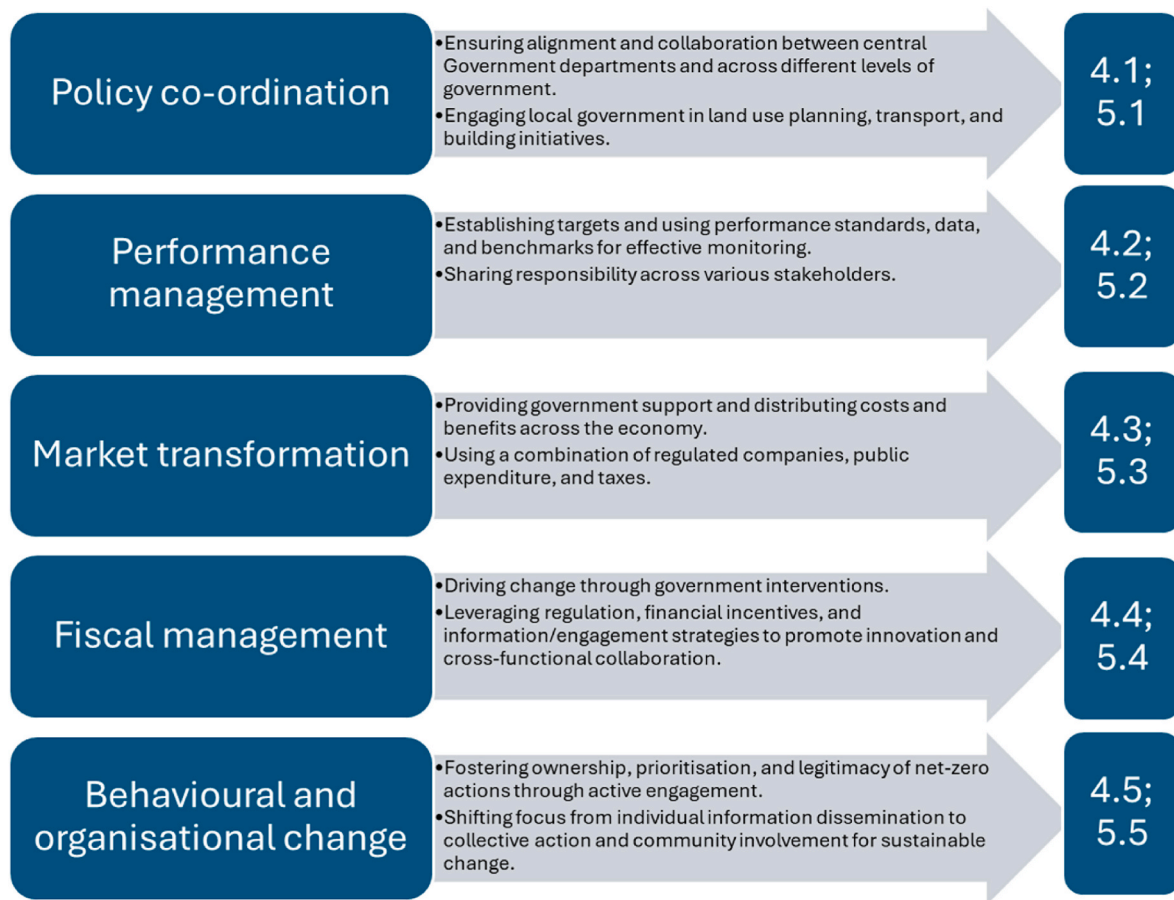 Policy co-ordination
•Ensuring alignment and collaboration between central
Government departments and across different levels of
government.
•Engaging local government in land use planning, transport, and
building initiatives.
4.1;
5.1
Performance
management
•Establishing targets and using performance standards, data,
and benchmarks for effective monitoring.
•Sharing responsibility across various stakeholders.
4.2;
5.2
Market transformation
•Providing government support and distributing costs and
benefits across the economy.
•Using a combination of regulated companies, public
expenditure, and taxes.
4.3;
5.3
Fiscal management
•Driving change through government interventions.
•Leveraging regulation, financial incentives, and
information/engagement strategies to promote innovation and
cross-functional collaboration.
4.4;
5.4
Behavioural and
organisational change
•Fostering ownership, prioritisation, and legitimacy of net-zero
actions through active engagement.
•Shifting focus from individual information dissemination to
collective action and community involvement for sustainable
change.
4.5;
5.5